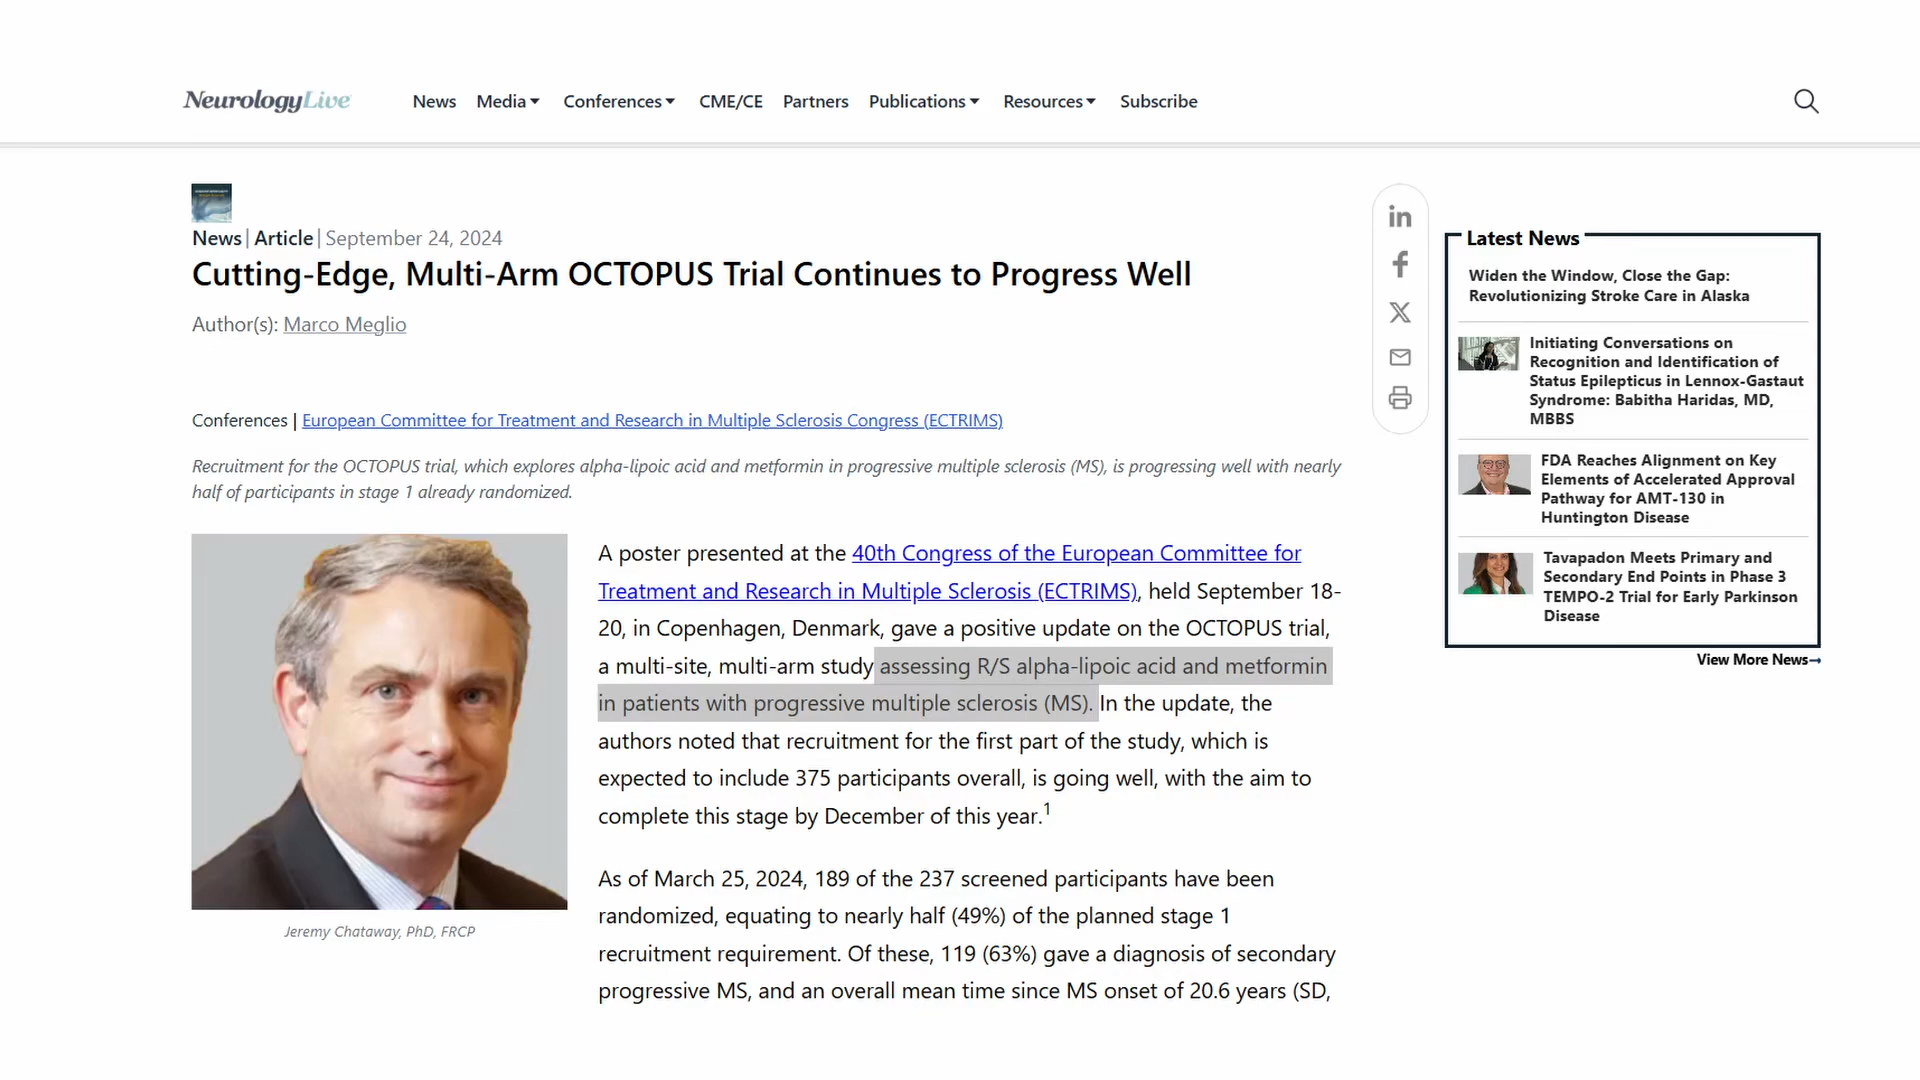 NeurologyLive
News Media Conferences CME/CE Partners Publications Resources Subscribe
News | Article | September 24, 2024
Cutting-Edge, Multi-Arm OCTOPUS Trial Continues to Progress Well
Author(s): Marco Meglio
Conferences | European Committee for Treatment and Research in Multiple Sclerosis Congress (ECTRIMS)
Recruitment for the OCTOPUS trial, which explores alpha-lipoic acid and metformin in progressive multiple sclerosis (MS), is progressing well with nearly
half of participants in stage 1 already randomized.
Jeremy Chataway, PhD, FRCP
A poster presented at the 40th Congress of the European Committee for
Treatment and Research in Multiple Sclerosis (ECTRIMS), held September 18-
20, in Copenhagen, Denmark, gave a positive update on the OCTOPUS trial,
a multi-site, multi-arm study assessing R/S alpha-lipoic acid and metformin
in patients with progressive multiple sclerosis (MS). In the update, the
authors noted that recruitment for the first part of the study, which is
expected to include 375 participants overall, is going well, with the aim to
complete this stage by December of this year.1
As of March 25, 2024, 189 of the 237 screened participants have been
randomized, equating to nearly half (49%) of the planned stage 1
recruitment requirement. Of these, 119 (63%) gave a diagnosis of secondary
progressive MS, and an overall mean time since MS onset of 20.6 years (SD,
Latest News
Widen the Window, Close the Gap:
Revolutionizing Stroke Care in Alaska
Initiating Conversations on
Recognition and Identification of
Status Epilepticus in Lennox-Gastaut
Syndrome: Babitha Haridas, MD,
MBBS
FDA Reaches Alignment on Key
Elements of Accelerated Approval
Pathway for AMT-130 in
Huntington Disease
Tavapadon Meets Primary and
Secondary End Points in Phase 3
TEMPO-2 Trial for Early Parkinson
Disease
View More News→